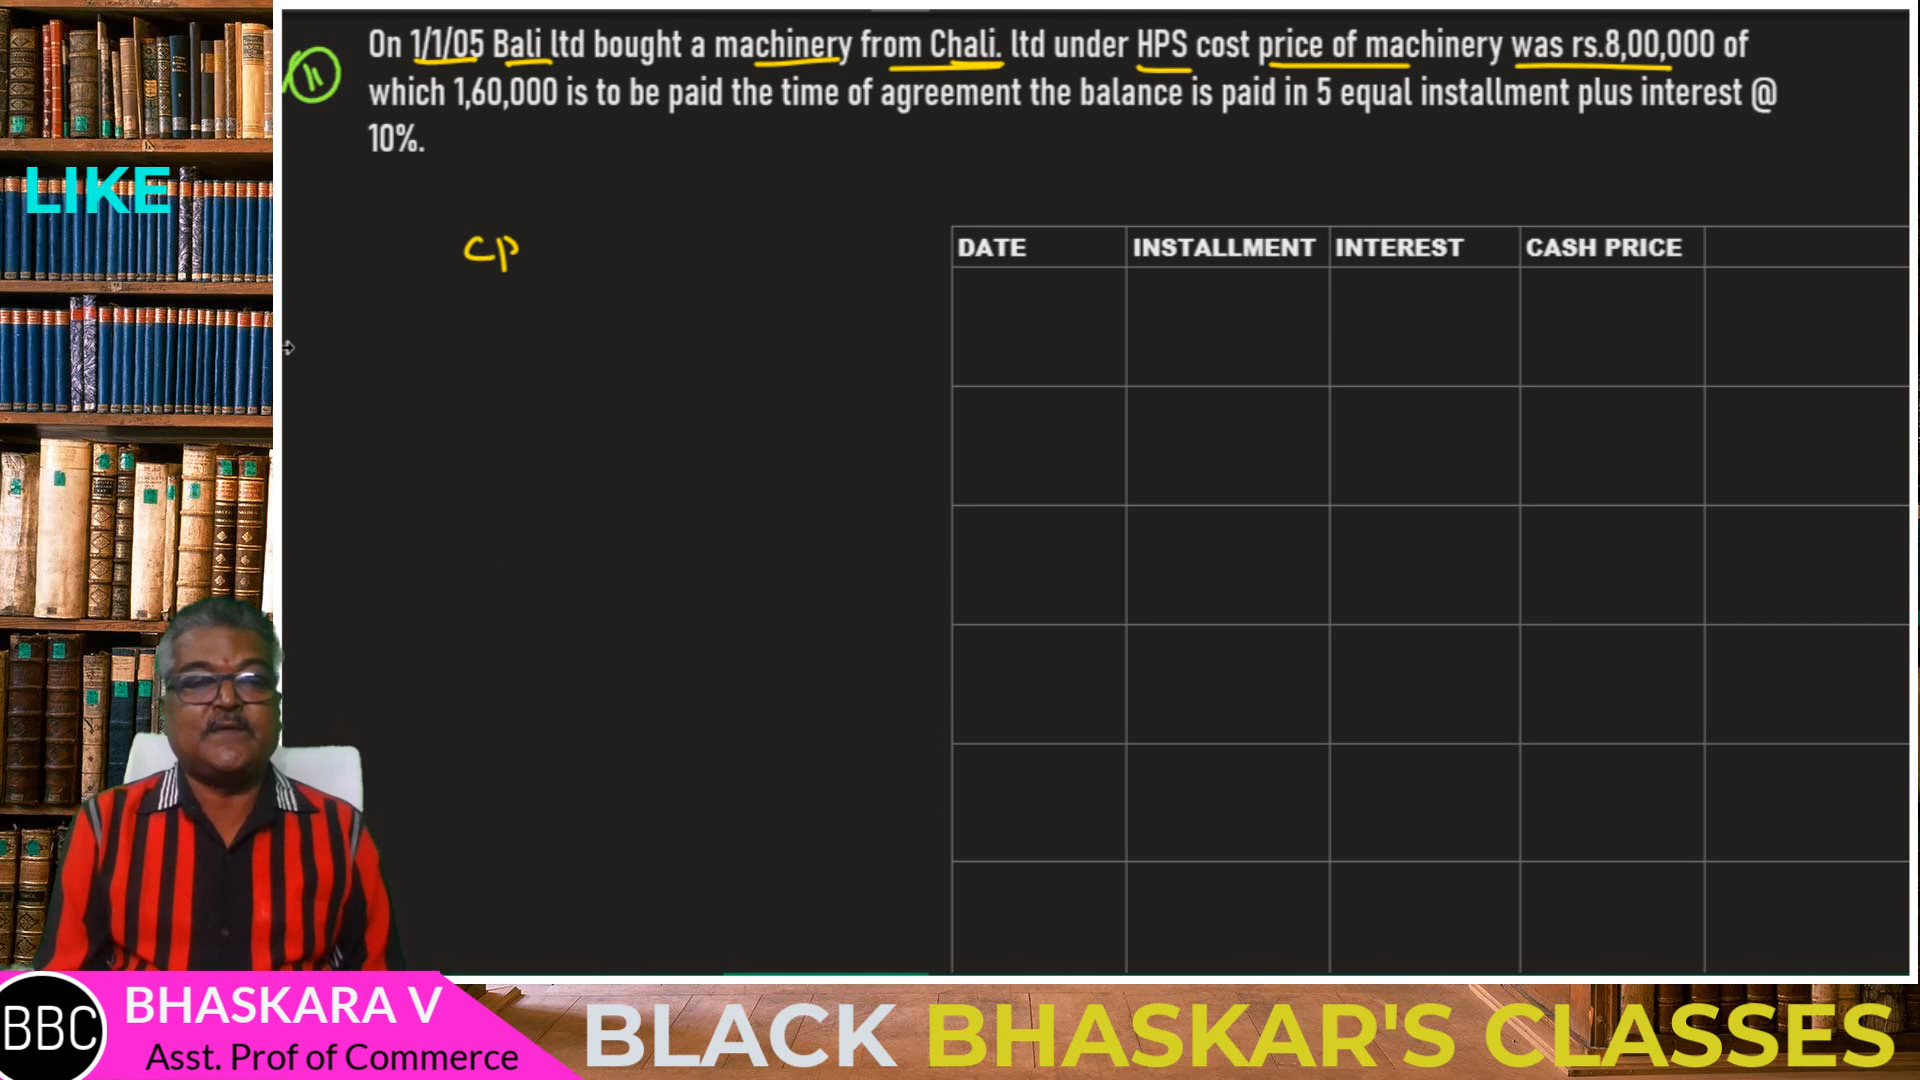 11
On 1/1/05 Bali ltd bought a machinery from Chali. ltd under HPS cost price of machinery was rs.8,00,000 of
which 1,60,000 is to be paid the time of agreement the balance is paid in 5 equal installment plus interest @
10%.
LIKE
CP
DATE INSTALLMENT INTEREST CASH PRICE
BBC
BHASKARA V
Asst. Prof of Commerce
BLACK BHASKAR'S CLASSES